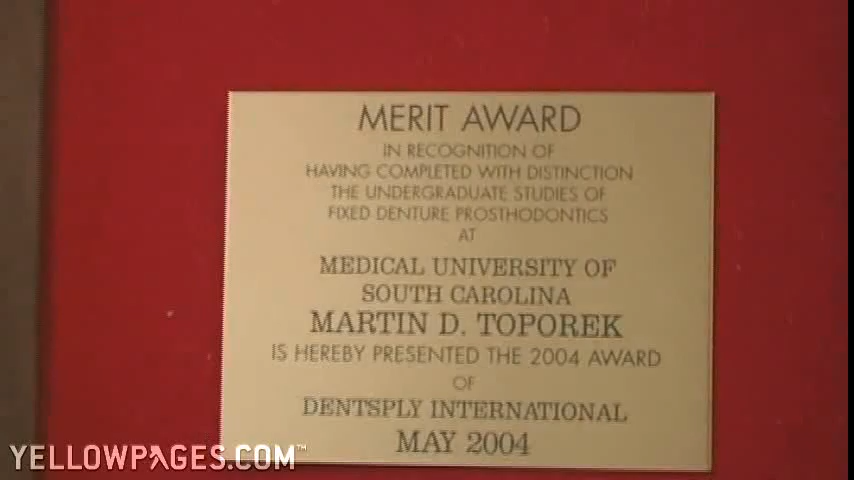 MERIT AWARD
IN RECOGNITION OF
HAVING COMPLETED WITH DISTINCTION
THE UNDERGRADUATE STUDIES OF
FIXED DENTURE PROSTHODONTICS
AT
MEDICAL UNIVERSITY OF
SOUTH CAROLINA
MARTIN D. TOPOREK
IS HEREBY PRESENTED THE 2004 AWARD
OF
DENTSPLY INTERNATIONAL
MAY 2004
YELLOWPAGES.COM™